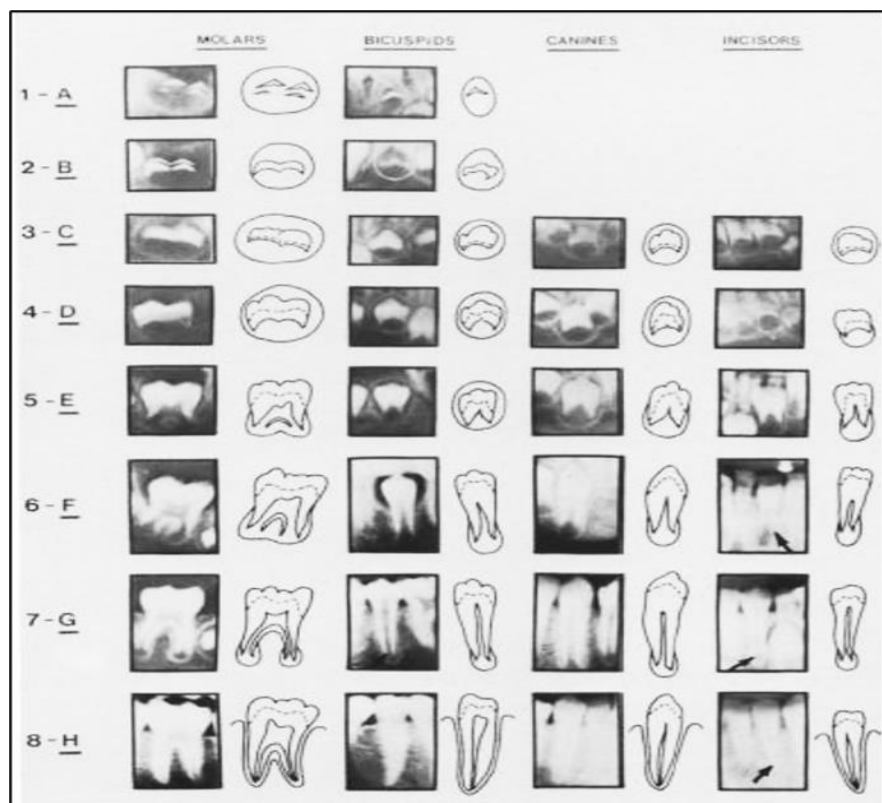 MOLARS BICUSPIDS CANINES INCISORS
1 - A
2 - B
3 - C
4 - D
5 - E
6 - F
7 - G
8 - H